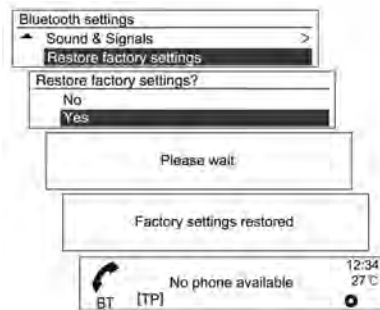 Bluetooth settings
Sound & Signals >
Restore factory settings
Restore factory settings?
No
Yes
Please wait
Factory settings restored
12:34
No phone available 27°C
BT [TP]